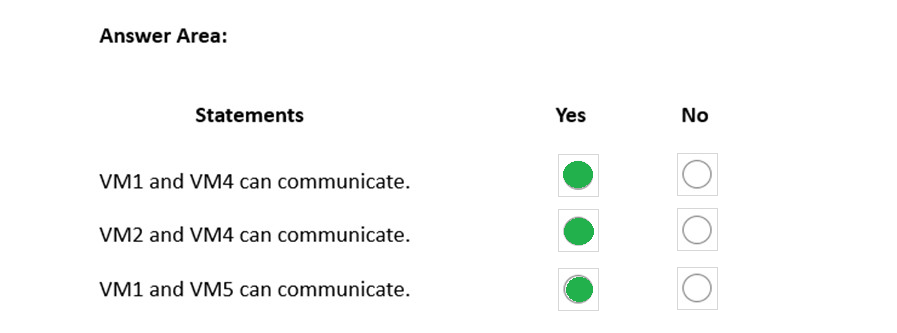 Answer Area:
Statements Yes No
VM1 and VM4 can communicate.
VM2 and VM4 can communicate.
VM1 and VM5 can communicate.